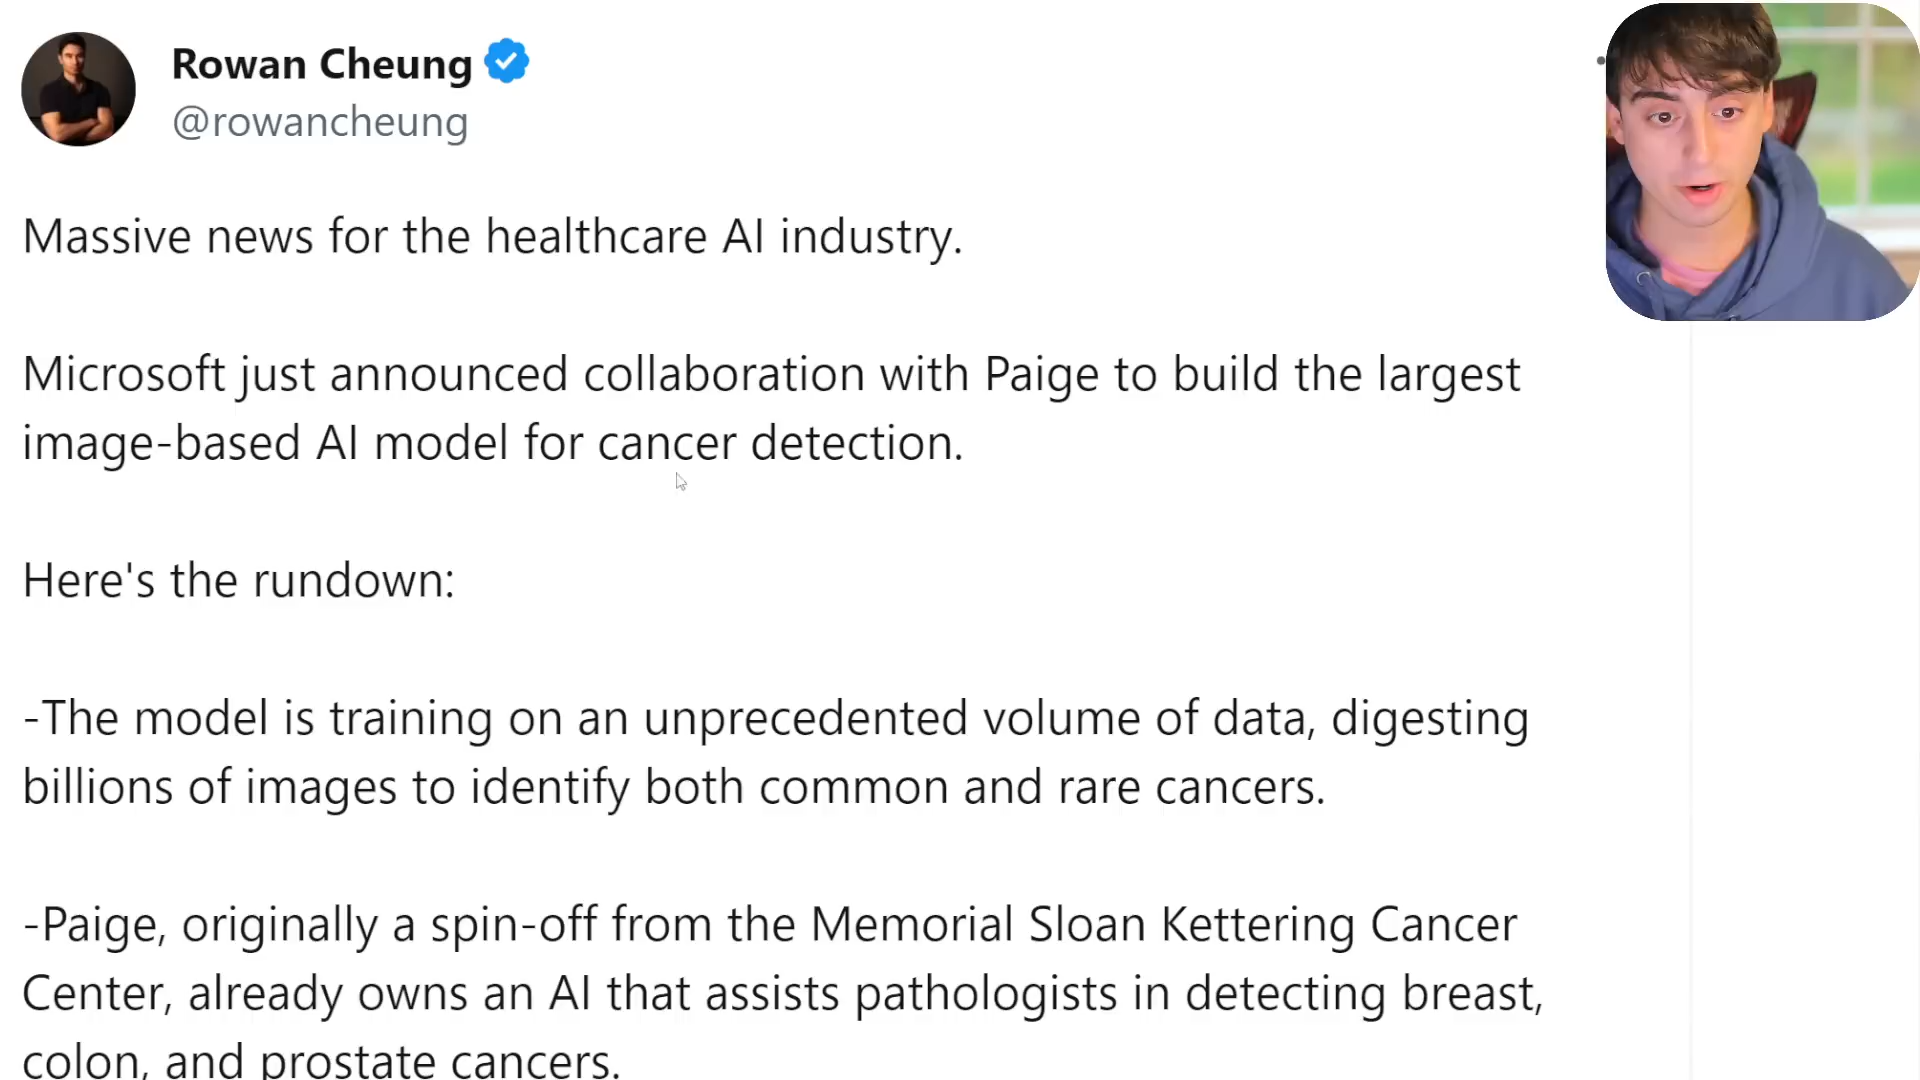 Rowan Cheung
@rowancheung
Massive news for the healthcare AI industry.
Microsoft just announced collaboration with Paige to build the largest
image-based AI model for cancer detection.
Here's the rundown:
-The model is training on an unprecedented volume of data, digesting
billions of images to identify both common and rare cancers.
-Paige, originally a spin-off from the Memorial Sloan Kettering Cancer
Center, already owns an AI that assists pathologists in detecting breast,
colon, and prostate cancers.